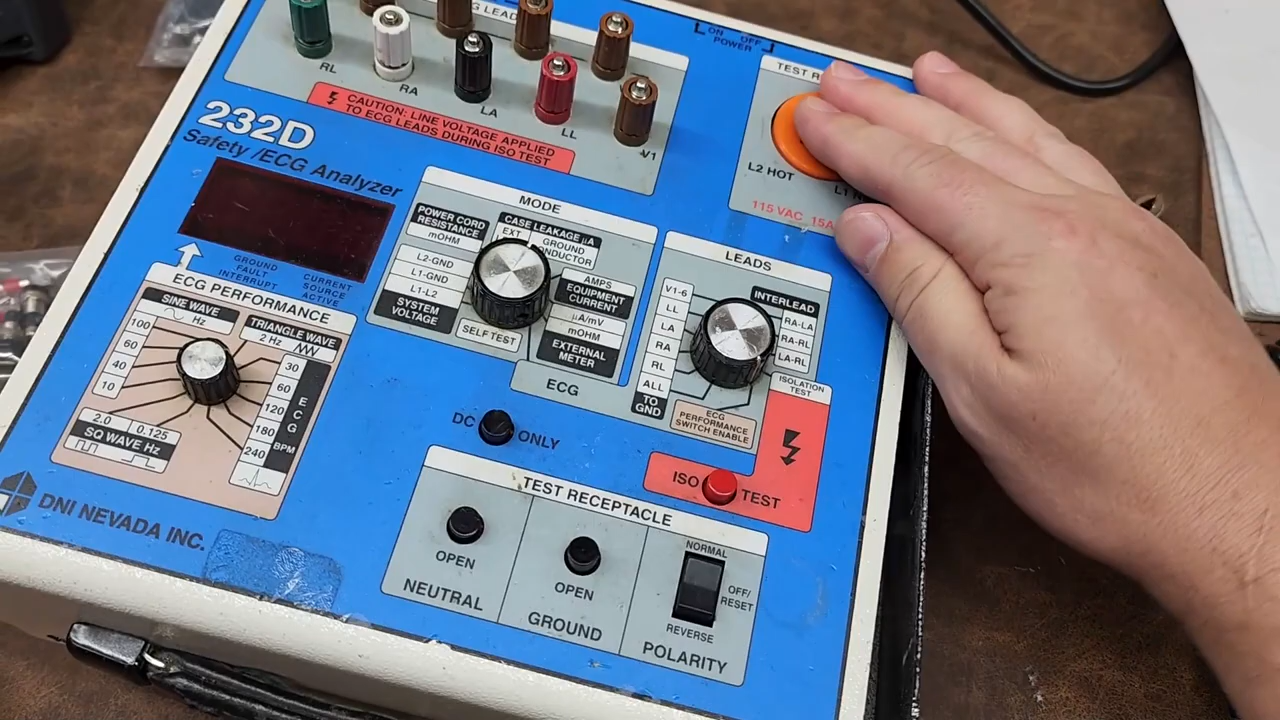 G LEAD
ON OFF
POWER
TEST R
RL
RA
LA
LL
V1
CAUTION: LINE VOLTAGE APPLIED
TO ECG LEADS DURING ISO TEST
L2 HOT
L1
115 VAC 15A
232D
Safety/ECG Analyzer
GROUND
FAULT
INTERRUPT
CURRENT
SOURCE
ACTIVE
ECG PERFORMANCE
SINE WAVE
Hz
TRIANGLE WAVE
2 Hz
100
60
40
10
30
60
120
180
240
ECG
BPM
2.0
0.125
SQ WAVE Hz
DNI NEVADA INC.
MODE
POWER CORD
RESISTANCE
mOHM
CASE LEAKAGE µA
EXT
GROUND
CONDUCTOR
L2-GND
L1-GND
L1-L2
SYSTEM
VOLTAGE
AMPS
EQUIPMENT
CURRENT
µA/mV
mOHM
EXTERNAL
METER
SELF TEST
ECG
LEADS
V1-6
LL
LA
RA
RL
ALL
TO
GND
INTERLEAD
RA-LA
RA-RL
LA-RL
ECG
PERFORMANCE
SWITCH ENABLE
ISOLATION
TEST
ISO TEST
DC ONLY
TEST RECEPTACLE
OPEN
NEUTRAL
OPEN
GROUND
NORMAL
OFF/
RESET
REVERSE
POLARITY